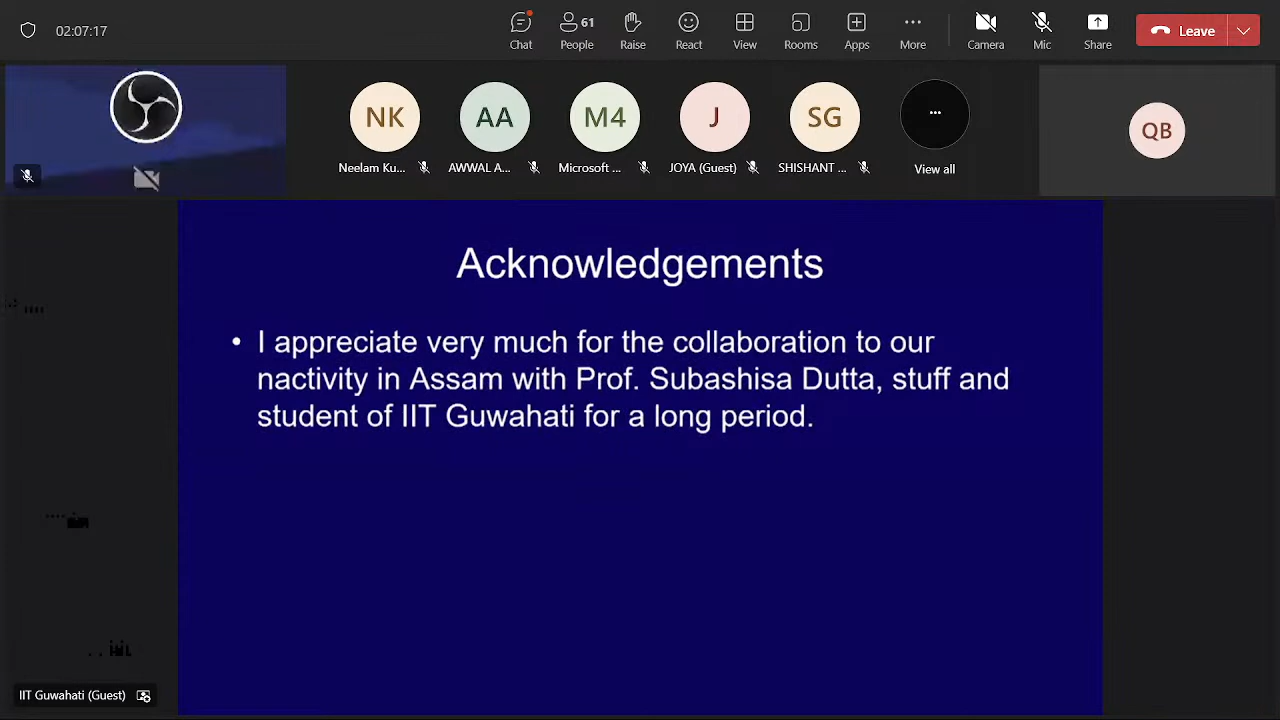 02:07:17
Chat
61
People
Raise
React
View
Rooms
Apps
More
Camera
Mic
Share
Leave
NK
AA
M4
J
SG
QB
Neelam Ku...
AWWAL A...
Microsoft ...
JOYA (Guest)
SHISHANT ...
View all
Acknowledgements
• I appreciate very much for the collaboration to our
nactivity in Assam with Prof. Subashisa Dutta, stuff and
student of IIT Guwahati for a long period.
IIT Guwahati (Guest)